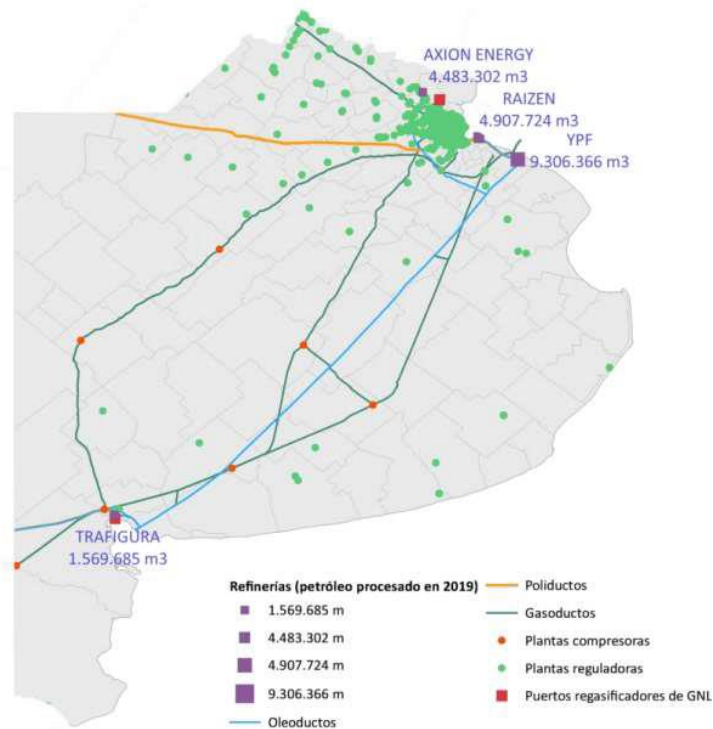 AXION ENERGY
4.483.302 m3
RAIZEN
4.907.724 m3
YPF
9.306.366 m3
TRAFIGURA
1.569.685 m3
Refinerías (petróleo procesado en 2019)
1.569.685 m
4.483.302 m
4.907.724 m
9.306.366 m
Oleoductos
Poliductos
Gasoductos
Plantas compresoras
Plantas reguladoras
Puertos regasificadores de GNL